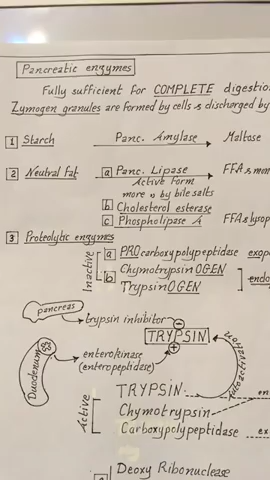 Pancreatic enzymes
Fully sufficient for COMPLETE digestio
Zymogen granules are formed by cells & discharged by
1 Starch Panc. Amylase Maltose
2 Neutral fat a Panc. Lipase FFA & mon
Active form
more by bile salts
b Cholesterol esterase
c Phospholipase A FFA & lysop
3 Proteolytic enzymes
Inactive a PROcarboxypolypeptidase exop
b ChymotrypsinOGEN endo
TrypsinOGEN
pancreas trypsin inhibitor −
TRYPSIN
Duodenum enterokinase +
(enteropeptidase)
autoactivation
Active TRYPSIN en
Chymotrypsin
Carboxypolypeptidase ex
Deoxy Ribonuclease